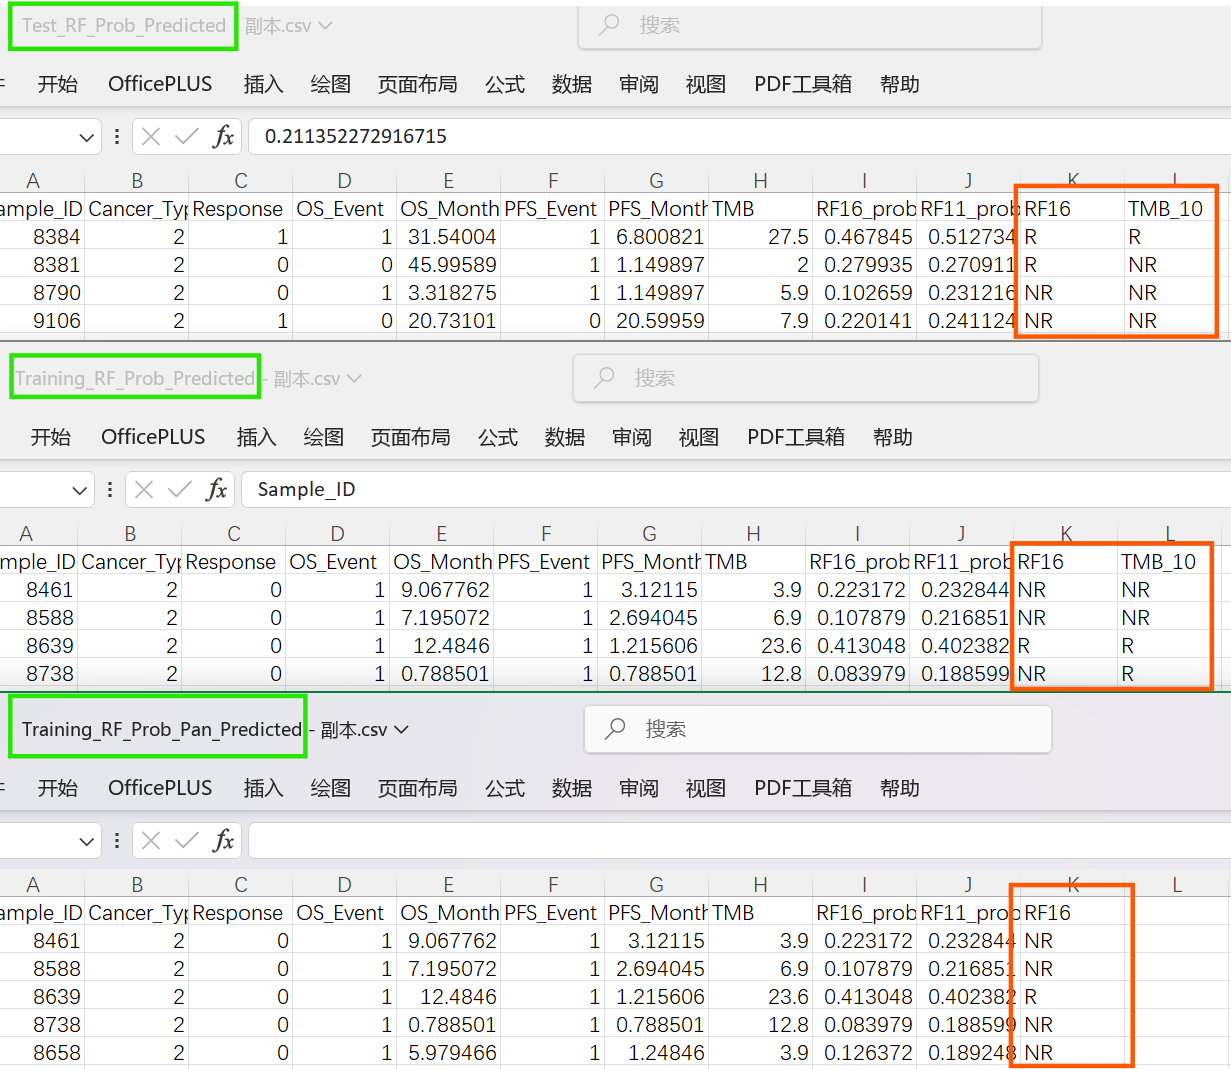 Test_RF_Prob_Predicted - 副本.csv 搜索
开始 OfficePLUS 插入 绘图 页面布局 公式 数据 审阅 视图 PDF工具箱 帮助
fx 0.211352272916715
A B C D E F G H I J K L
ample_ID Cancer_Typ Response OS_Event OS_Month PFS_Event PFS_Month TMB RF16_prob RF11_prob RF16 TMB_10
8384 2 1 1 31.54004 1 6.800821 27.5 0.467845 0.512734 R R
8381 2 0 0 45.99589 1 1.149897 2 0.279935 0.270911 R NR
8790 2 0 1 3.318275 1 1.149897 5.9 0.102659 0.231216 NR NR
9106 2 1 0 20.73101 0 20.59959 7.9 0.220141 0.241124 NR NR
Training_RF_Prob_Predicted - 副本.csv 搜索
开始 OfficePLUS 插入 绘图 页面布局 公式 数据 审阅 视图 PDF工具箱 帮助
fx Sample_ID
A B C D E F G H I J K L
mple_ID Cancer_Typ Response OS_Event OS_Month PFS_Event PFS_Month TMB RF16_prob RF11_prob RF16 TMB_10
8461 2 0 1 9.067762 1 3.12115 3.9 0.223172 0.232844 NR NR
8588 2 0 1 7.195072 1 2.694045 6.9 0.107879 0.216851 NR NR
8639 2 0 1 12.4846 1 1.215606 23.6 0.413048 0.402382 R R
8738 2 0 1 0.788501 1 0.788501 12.8 0.083979 0.188599 NR R
Training_RF_Prob_Pan_Predicted - 副本.csv 搜索
开始 OfficePLUS 插入 绘图 页面布局 公式 数据 审阅 视图 PDF工具箱 帮助
fx
A B C D E F G H I J K L
ample_ID Cancer_Typ Response OS_Event OS_Month PFS_Event PFS_Month TMB RF16_prob RF11_prob RF16
8461 2 0 1 9.067762 1 3.12115 3.9 0.223172 0.232844 NR
8588 2 0 1 7.195072 1 2.694045 6.9 0.107879 0.216851 NR
8639 2 0 1 12.4846 1 1.215606 23.6 0.413048 0.402382 R
8738 2 0 1 0.788501 1 0.788501 12.8 0.083979 0.188599 NR
8658 2 0 1 5.979466 1 1.24846 3.9 0.126372 0.189248 NR